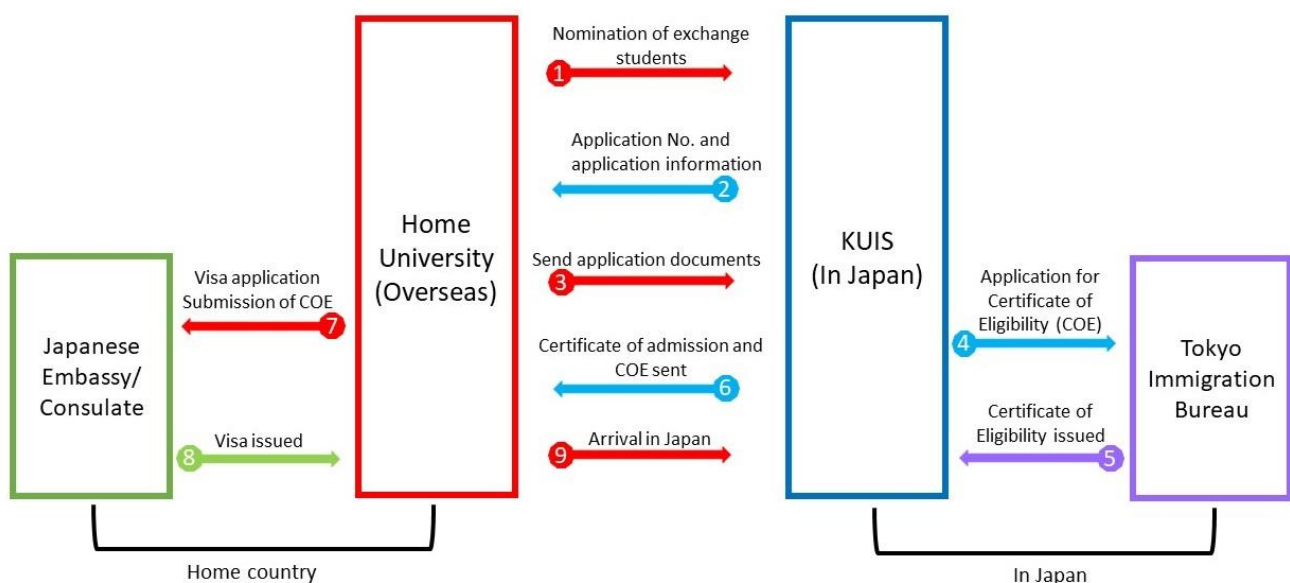 Nomination of exchange
students
1
Application No. and
application information
2
Home
University
(Overseas)
KUIS
(In Japan)
Send application documents
3
Visa application
Submission of COE
7
Application for
Certificate of
Eligibility (COE)
4
Japanese
Embassy/
Consulate
Certificate of admission and
COE sent
6
Tokyo
Immigration
Bureau
Visa issued
8
Arrival in Japan
9
Certificate of
Eligibility issued
5
Home country
In Japan